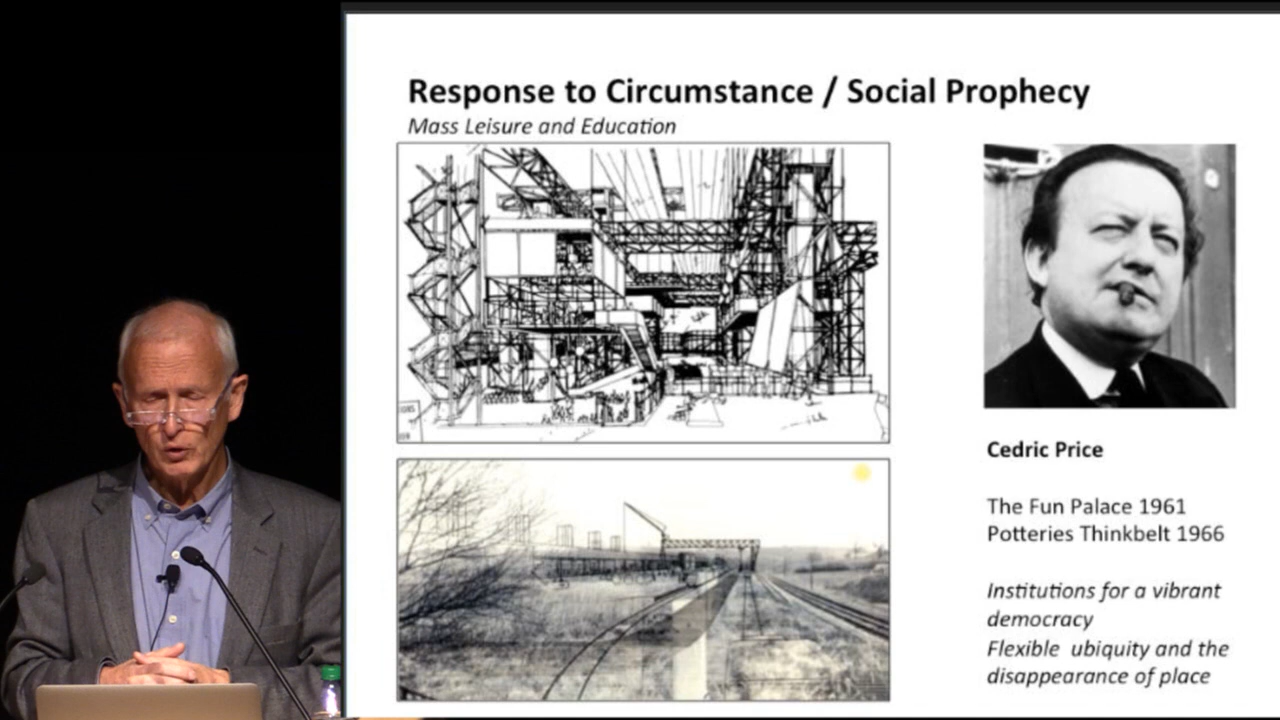 Response to Circumstance / Social Prophecy
Mass Leisure and Education
Cedric Price
The Fun Palace 1961
Potteries Thinkbelt 1966
Institutions for a vibrant
democracy
Flexible ubiquity and the
disappearance of place